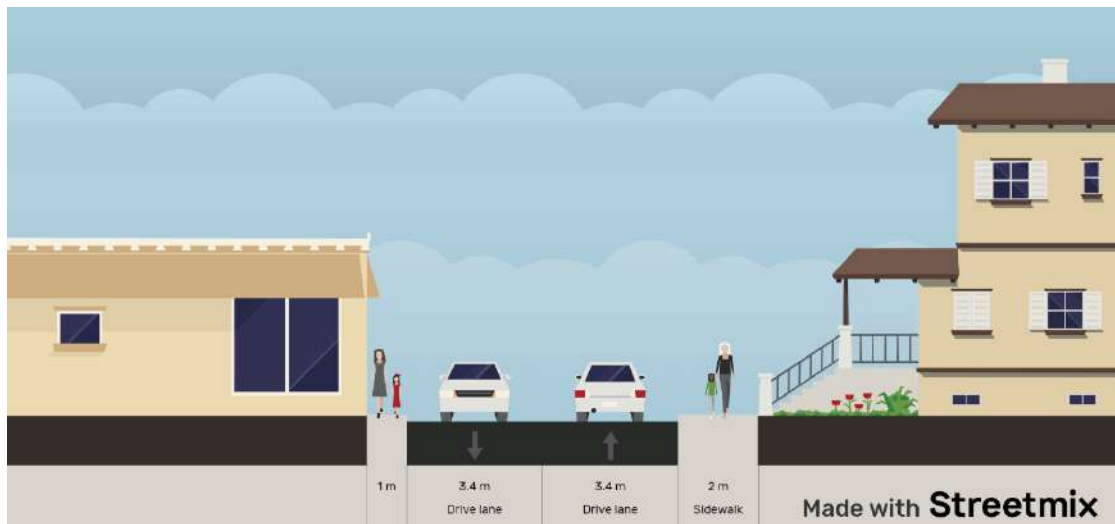 1 m
3.4 m
Drive lane
3.4 m
Drive lane
2 m
Sidewalk
Made with Streetmix